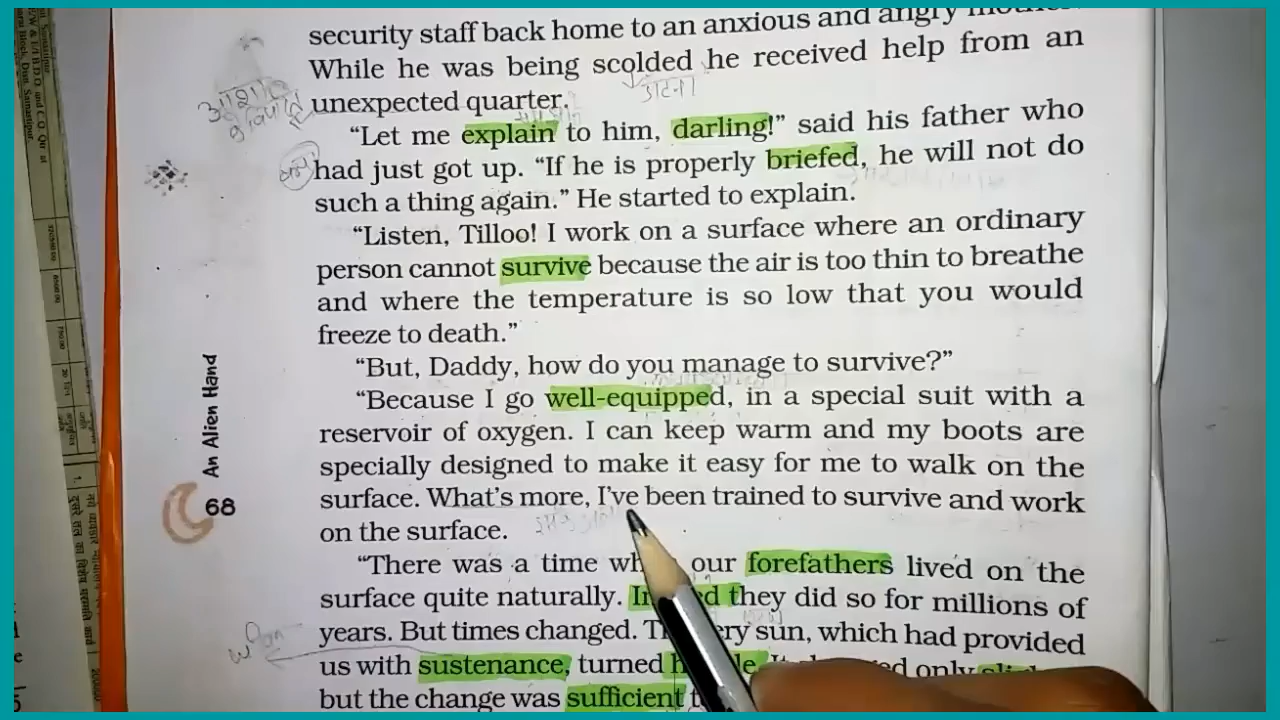 security staff back home to an anxious and angry
While he was being scolded he received help from an
unexpected quarter.
“Let me explain to him, darling!” said his father who
had just got up. “If he is properly briefed, he will not do
such a thing again.” He started to explain.
“Listen, Tilloo! I work on a surface where an ordinary
person cannot survive because the air is too thin to breathe
and where the temperature is so low that you would
freeze to death.”
“But, Daddy, how do you manage to survive?”
“Because I go well-equipped, in a special suit with a
reservoir of oxygen. I can keep warm and my boots are
specially designed to make it easy for me to walk on the
surface. What's more, I've been trained to survive and work
on the surface.
“There was a time our forefathers lived on the
surface quite naturally. they did so for millions of
years. But times changed. sun, which had provided
us with sustenance, turned only
but the change was sufficient
An Alien Hand
68